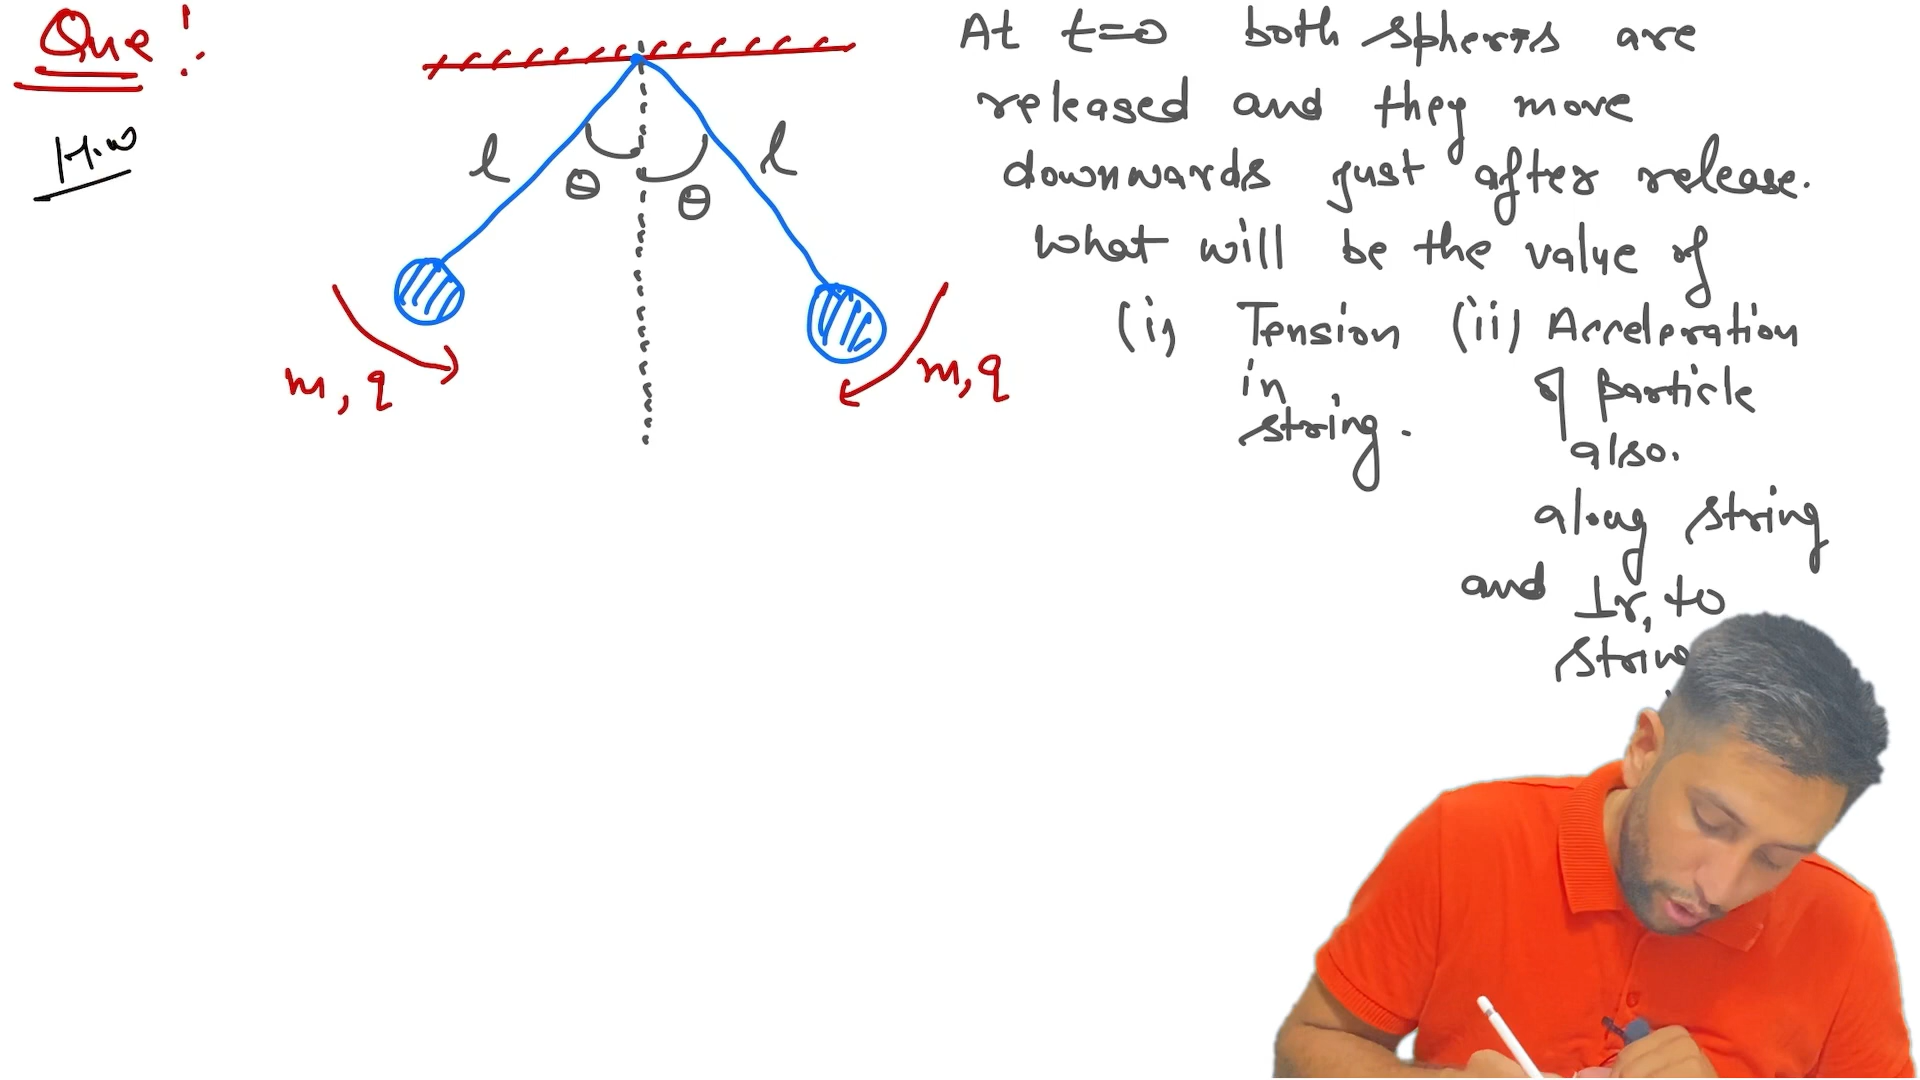 Que :
H.W
l
l
θ
θ
m, q
m, q
At t=0 both spheres are
released and they move
downwards just after release.
What will be the value of
(i) Tension
in
string.
(ii) Acceleration
of particle
also.
along string
and ⊥r, to
string